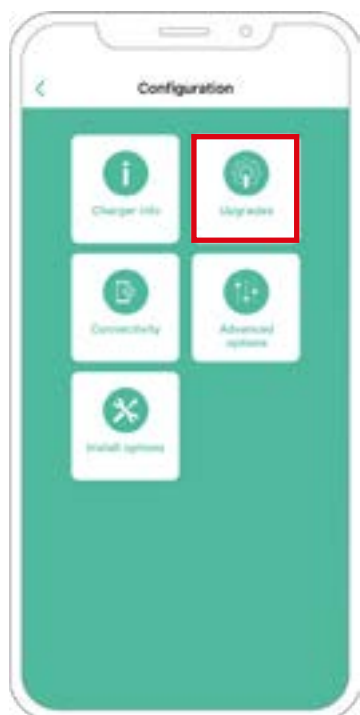 Configuration
Charger info
Upgrades
Connectivity
Advanced
options
Install options